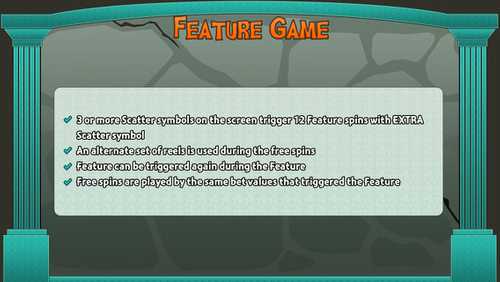 FEATURE GAME
3 or more Scatter symbols on the screen trigger 12 Feature spins with EXTRA
Scatter symbol
An alternate set of reels is used during the free spins
Feature can be triggered again during the Feature
Free spins are played by the same bet values that triggered the Feature